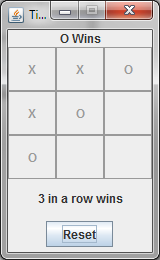 Ti...
O Wins
x x o
x o
o
3 in a row wins
Reset